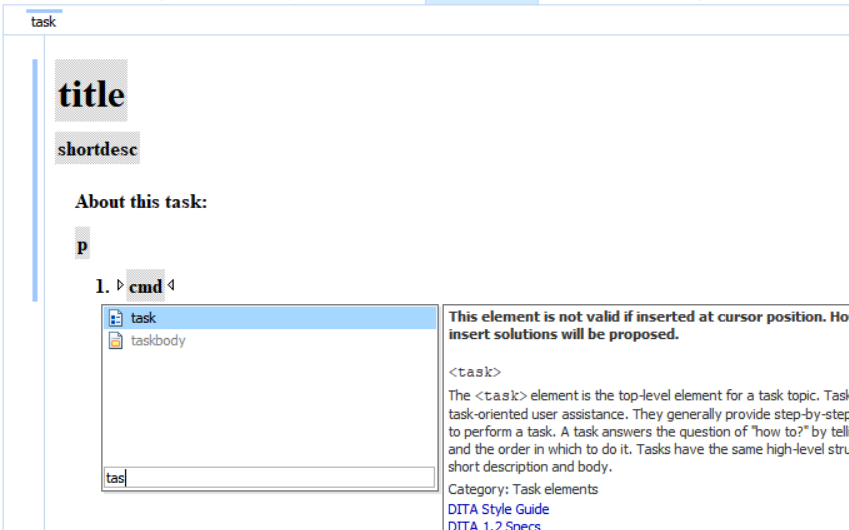 task
title
shortdesc
About this task:
p
1. cmd
task
taskbody
tas
This element is not valid if inserted at cursor position. Ho
insert solutions will be proposed.
<task>
The <task> element is the top-level element for a task topic. Task
task-oriented user assistance. They generally provide step-by-step
to perform a task. A task answers the question of "how to?" by telli
and the order in which to do it. Tasks have the same high-level stru
short description and body.
Category: Task elements
DITA Style Guide
DITA 1.2 Specs